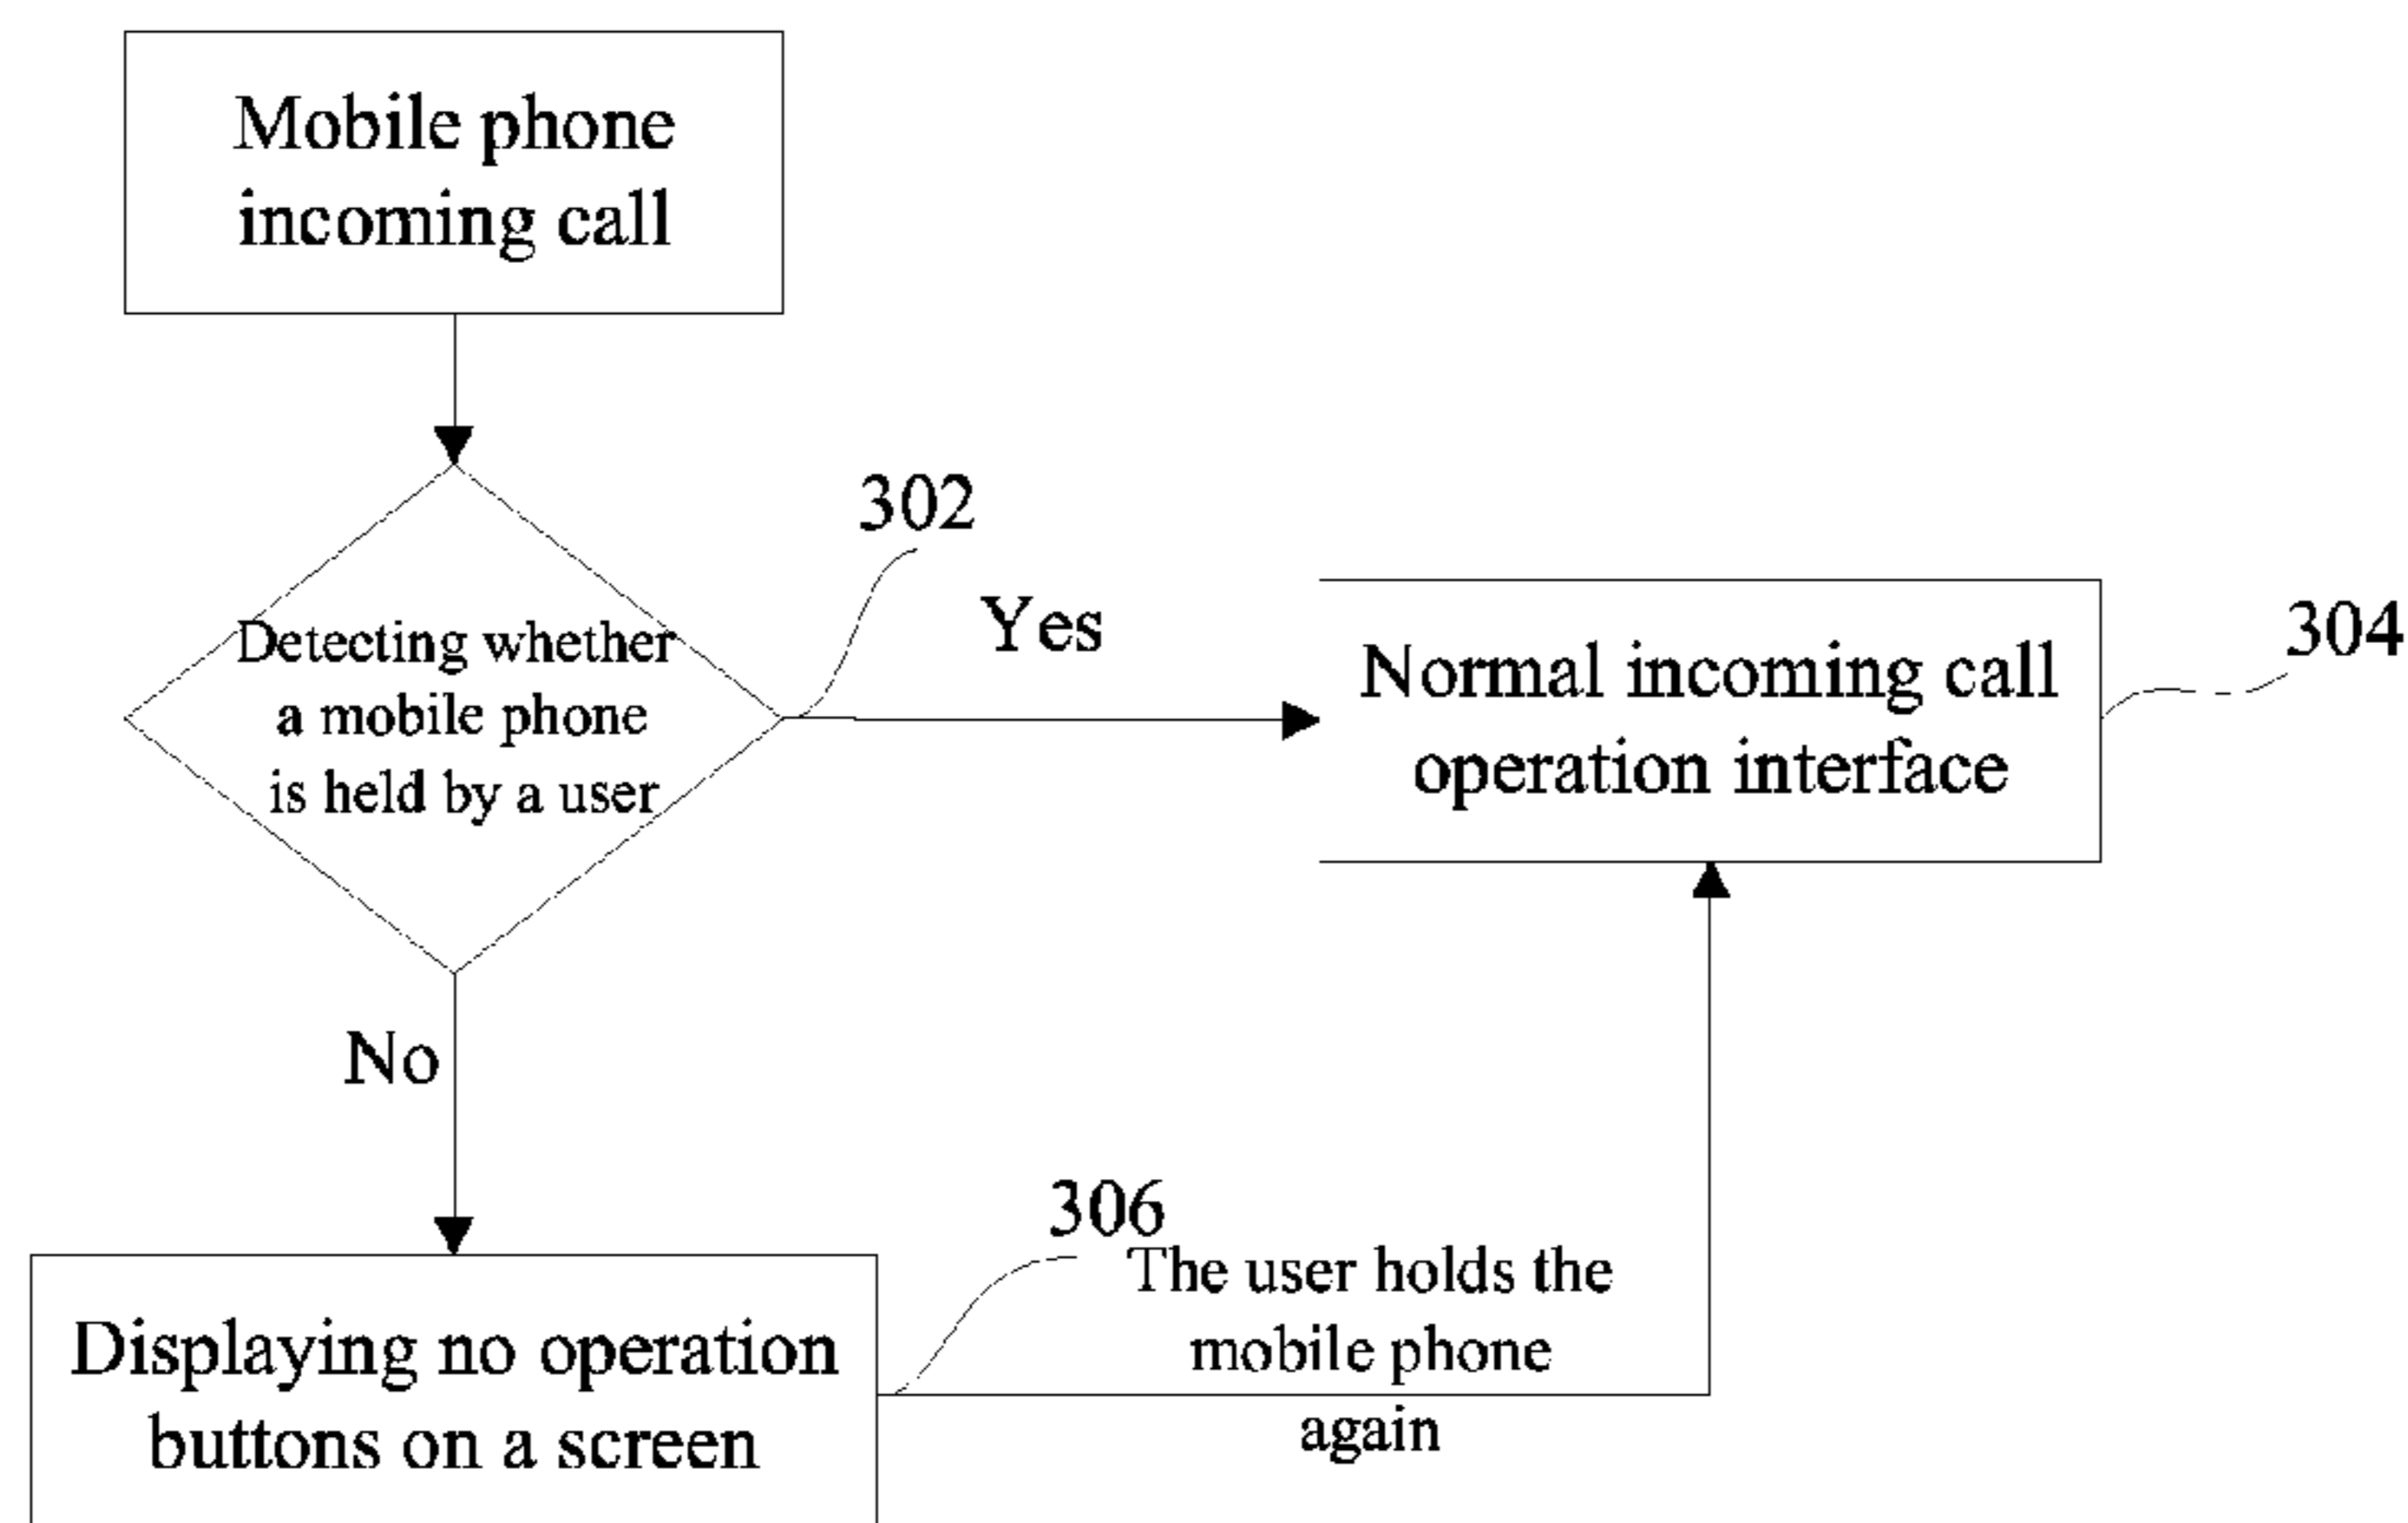 Mobile phone
incoming call
302
Detecting whether
a mobile phone
is held by a user
Yes
Normal incoming call
operation interface
304
No
306
The user holds the
mobile phone
again
Displaying no operation
buttons on a screen